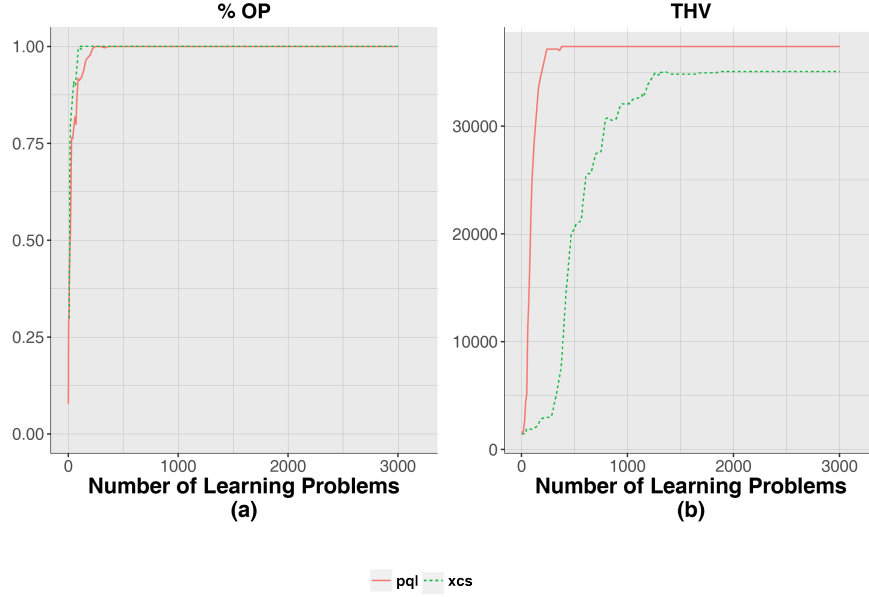 % OP
1.00
0.75
0.50
0.25
0.00
0 1000 2000 3000
Number of Learning Problems
(a)
THV
30000
20000
10000
0
0 1000 2000 3000
Number of Learning Problems
(b)
pql xcs